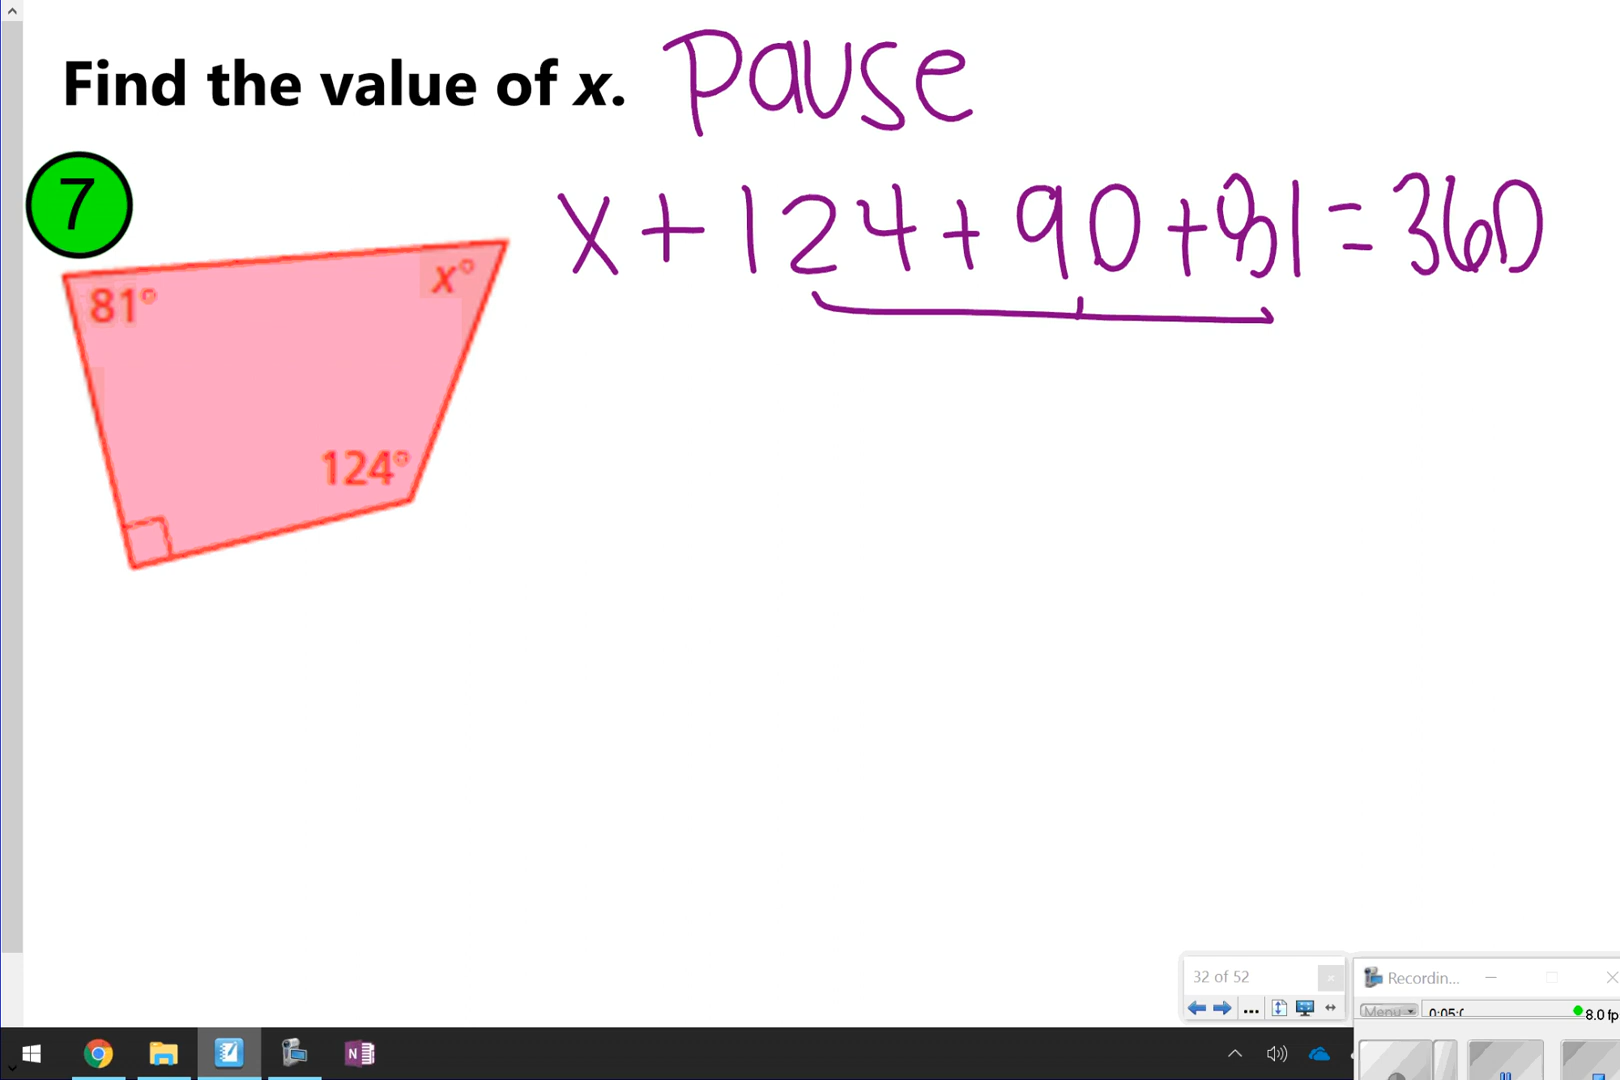 Find the value of x. Pause
7
x + 124 + 90 + 81 = 360
81°
x°
124°
32 of 52
Recordin...
Menu
8.0 fp